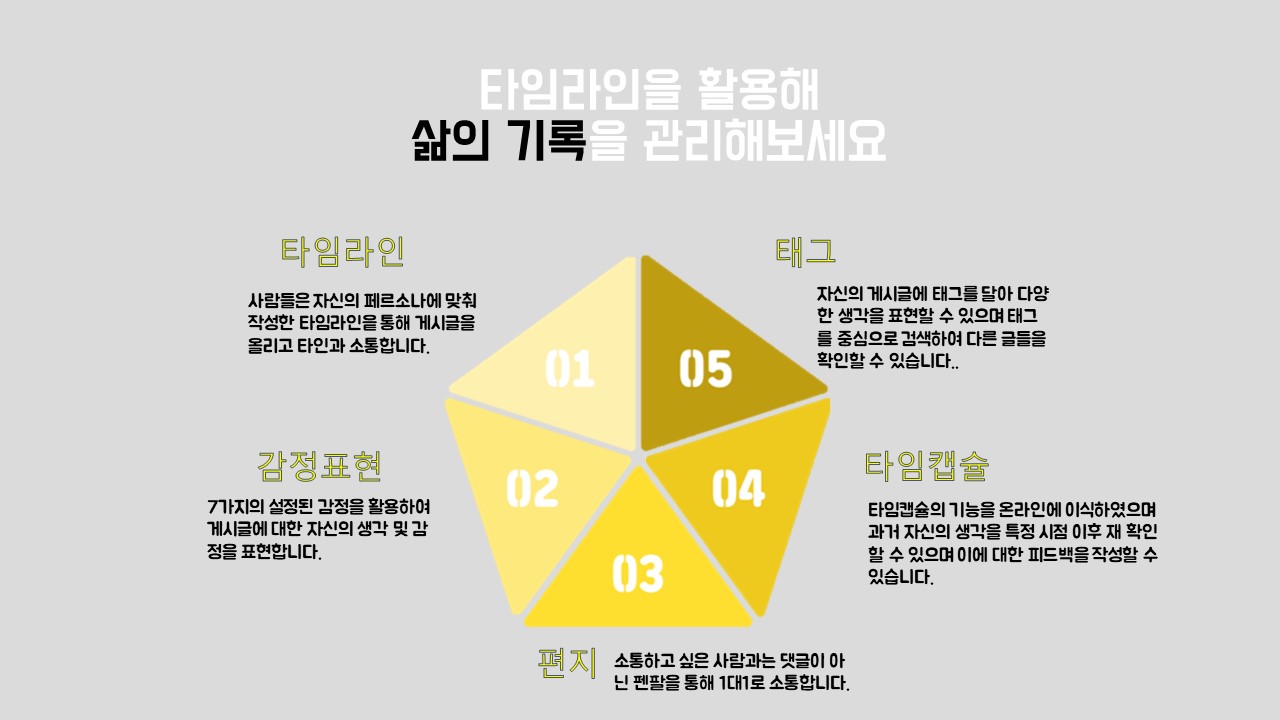 타임라인을 활용해
삶의 기록을 관리해보세요
타임라인
사람들은 자신의 페르소나에 맞춰
작성한 타임라인을 통해 게시글을
올리고 타인과 소통합니다.
태그
자신의 게시글에 태그를 달아 다양
한 생각을 표현할 수 있으며 태그
를 중심으로 검색하여 다른 글들을
확인할 수 있습니다..
01
05
감정표현
7가지의 설정된 감정을 활용하여
게시글에 대한 자신의 생각 및 감
정을 표현합니다.
02
04
타임캡슐
타임캡슐의 기능을 온라인에 이식하였으며
과거 자신의 생각을 특정 시점 이후 재 확인
할 수 있으며 이에 대한 피드백을 작성할 수
있습니다.
03
편지
소통하고 싶은 사람과는 댓글이 아
닌 펜팔을 통해 1대1로 소통합니다.